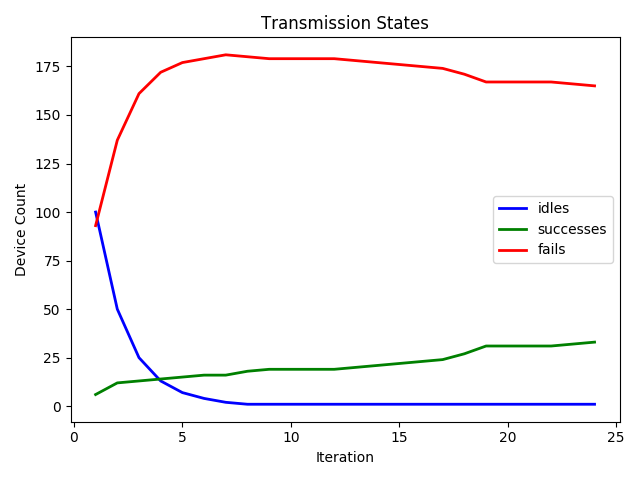 Transmission States
Device Count
175
150
125
100
75
50
25
0
idles
successes
fails
0 5 10 15 20 25
Iteration